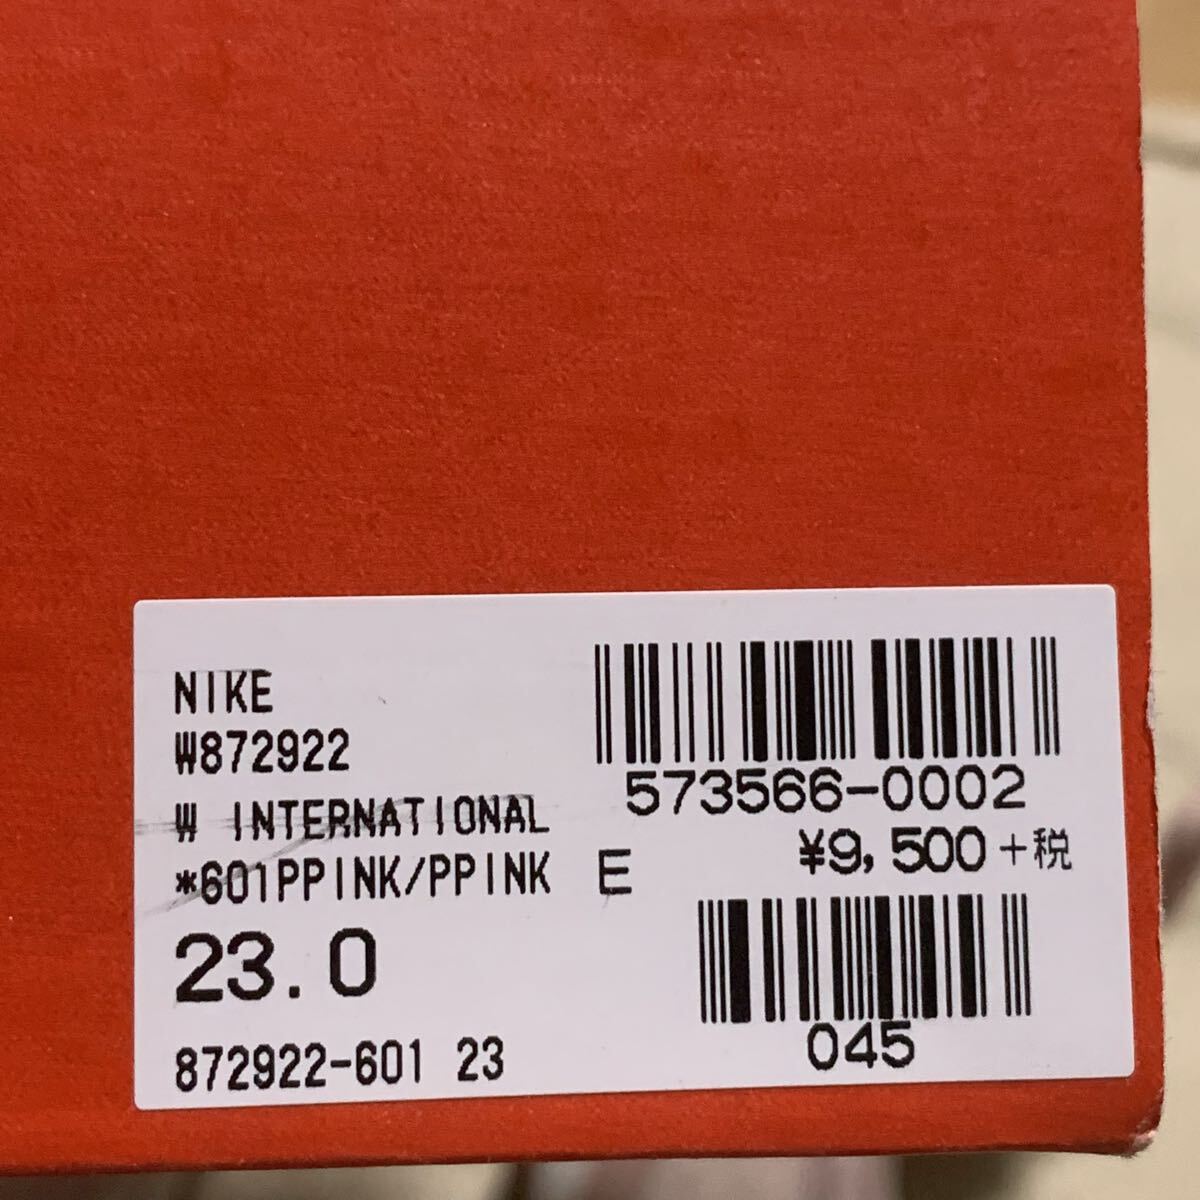 NIKE
W872922
W INTERNATIONAL
*601PPINK/PPINK E
23.0
872922-601 23
573566-0002
¥9,500+税
045